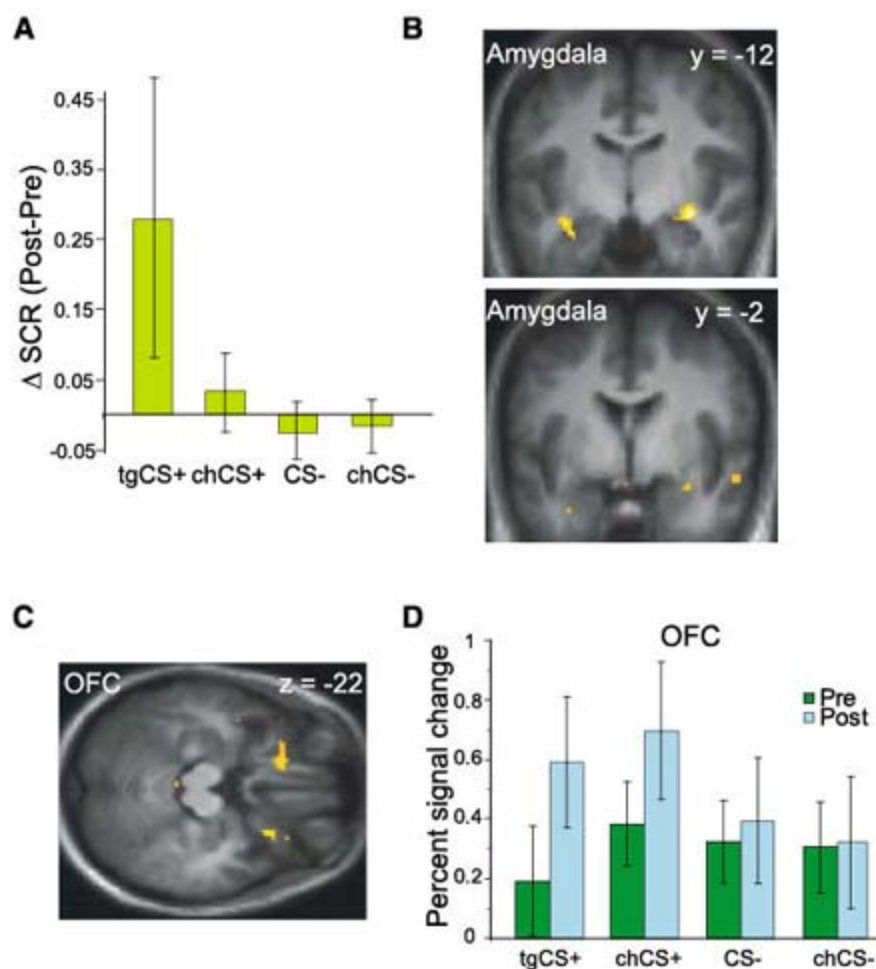 A
Δ SCR (Post-Pre)
0.45
0.35
0.25
0.15
0.05
-0.05
tgCS+ chCS+ CS- chCS-
B
Amygdala y = -12
Amygdala y = -2
C
OFC z = -22
D
OFC
Percent signal change
1
0.8
0.6
0.4
0.2
0
Pre
Post
tgCS+ chCS+ CS- chCS-